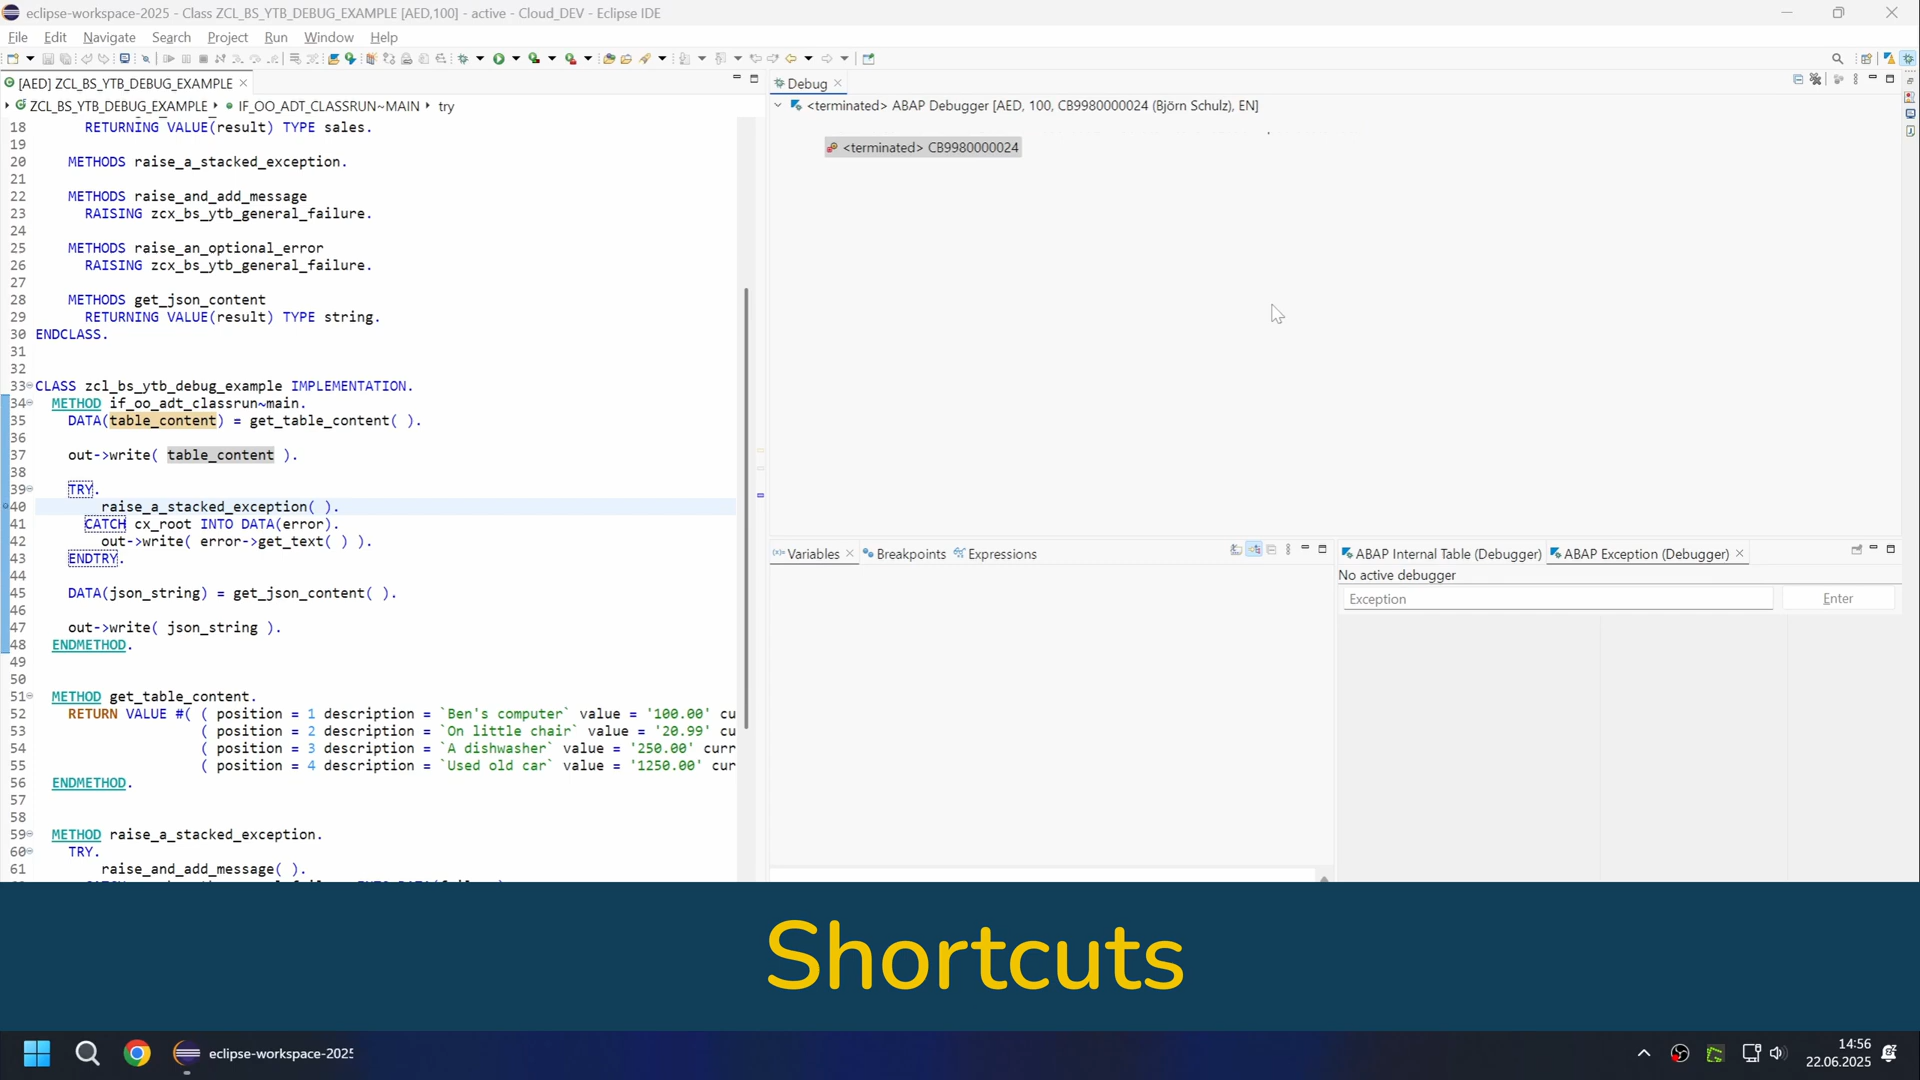 eclipse-workspace-2025 - Class ZCL_BS_YTB_DEBUG_EXAMPLE [AED,100] - active - Cloud_DEV - Eclipse IDE
File Edit Navigate Search Project Run Window Help
[AED] ZCL_BS_YTB_DEBUG_EXAMPLE
ZCL_BS_YTB_DEBUG_EXAMPLE IF_OO_ADT_CLASSRUN~MAIN try
18 RETURNING VALUE(result) TYPE sales.
19
20 METHODS raise_a_stacked_exception.
21
22 METHODS raise_and_add_message
23 RAISING zcx_bs_ytb_general_failure.
24
25 METHODS raise_an_optional_error
26 RAISING zcx_bs_ytb_general_failure.
27
28 METHODS get_json_content
29 RETURNING VALUE(result) TYPE string.
30 ENDCLASS.
31
32
33 CLASS zcl_bs_ytb_debug_example IMPLEMENTATION.
34 METHOD if_oo_adt_classrun~main.
35 DATA(table_content) = get_table_content( ).
36
37 out->write( table_content ).
38
39 TRY.
40 raise_a_stacked_exception( ).
41 CATCH cx_root INTO DATA(error).
42 out->write( error->get_text( ) ).
43 ENDTRY.
44
45 DATA(json_string) = get_json_content( ).
46
47 out->write( json_string ).
48 ENDMETHOD.
49
50
51 METHOD get_table_content.
52 RETURN VALUE #( ( position = 1 description = `Ben's computer` value = '100.00' cu
53 ( position = 2 description = `On little chair` value = '20.99' cu
54 ( position = 3 description = `A dishwasher` value = '250.00' curr
55 ( position = 4 description = `Used old car` value = '1250.00' cur
56 ENDMETHOD.
57
58
59 METHOD raise_a_stacked_exception.
60 TRY.
61 raise_and_add_message( ).
Debug
<terminated> ABAP Debugger [AED, 100, CB9980000024 (Björn Schulz), EN]
<terminated> CB9980000024
Variables Breakpoints Expressions
ABAP Internal Table (Debugger) ABAP Exception (Debugger)
No active debugger
Exception Enter
Shortcuts
eclipse-workspace-2025
14:56
22.06.2025